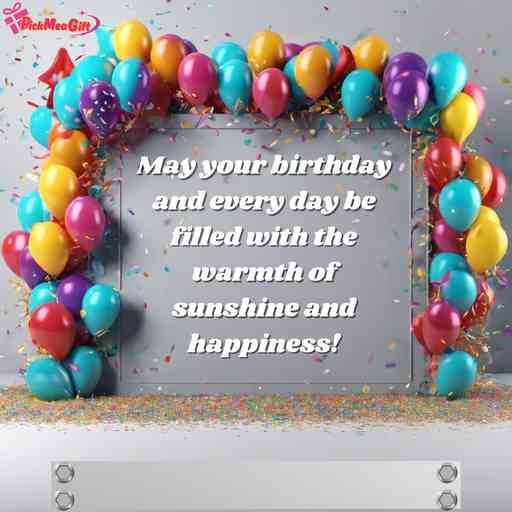 PickMeaGift
May your birthday
and every day be
filled with the
warmth of
sunshine and
happiness!